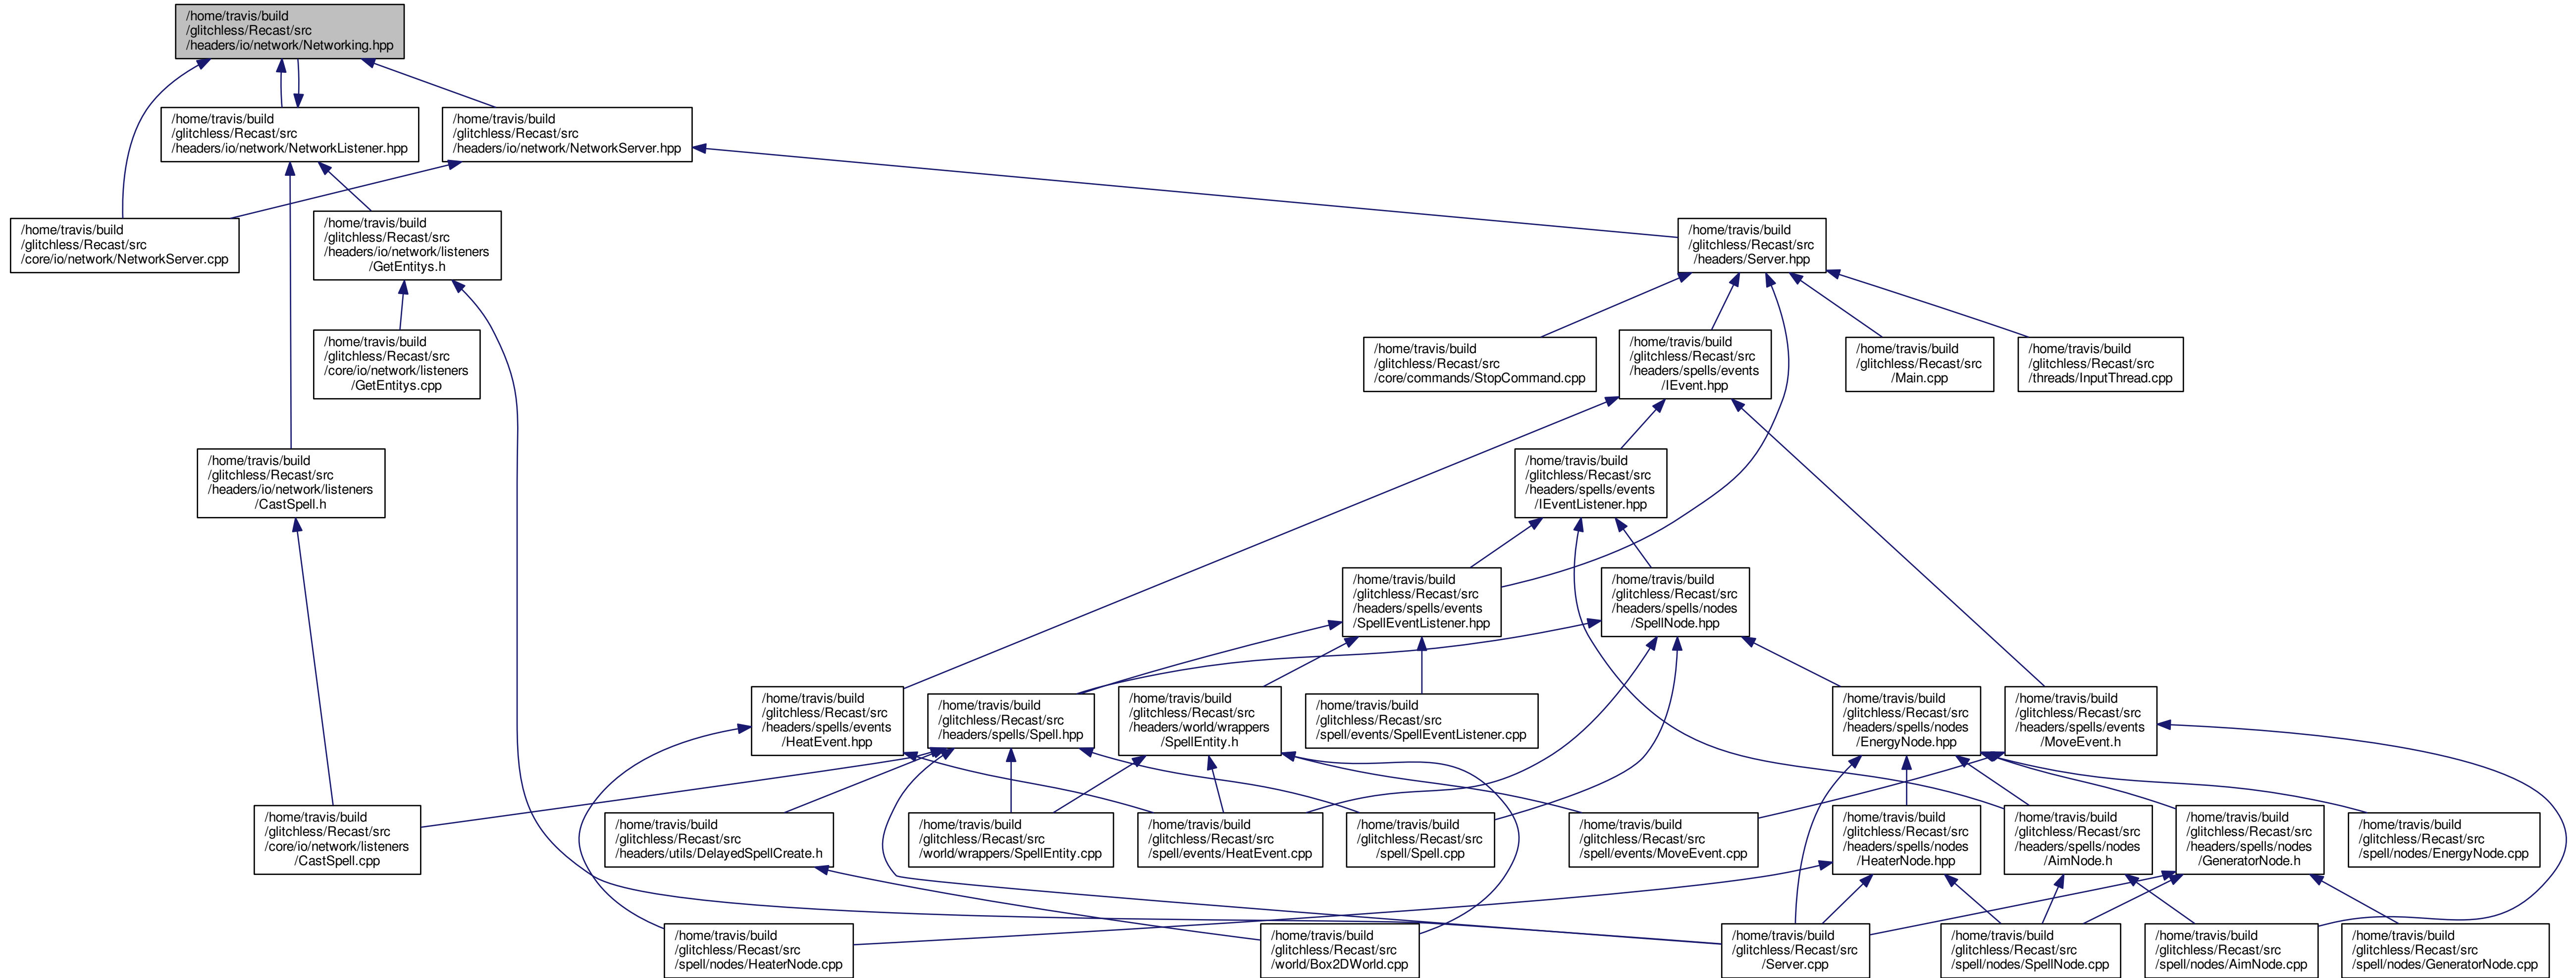 /home/travis/build
/glitchless/Recast/src
/headers/io/network/Networking.hpp
/home/travis/build
/glitchless/Recast/src
/headers/io/network/NetworkListener.hpp
/home/travis/build
/glitchless/Recast/src
/headers/io/network/NetworkServer.hpp
/home/travis/build
/glitchless/Recast/src
/core/io/network/NetworkServer.cpp
/home/travis/build
/glitchless/Recast/src
/headers/io/network/listeners
/GetEntitys.h
/home/travis/build
/glitchless/Recast/src
/headers/Server.hpp
/home/travis/build
/glitchless/Recast/src
/core/io/network/listeners
/GetEntitys.cpp
/home/travis/build
/glitchless/Recast/src
/core/commands/StopCommand.cpp
/home/travis/build
/glitchless/Recast/src
/headers/spells/events
/IEvent.hpp
/home/travis/build
/glitchless/Recast/src
/Main.cpp
/home/travis/build
/glitchless/Recast/src
/threads/InputThread.cpp
/home/travis/build
/glitchless/Recast/src
/headers/io/network/listeners
/CastSpell.h
/home/travis/build
/glitchless/Recast/src
/headers/spells/events
/IEventListener.hpp
/home/travis/build
/glitchless/Recast/src
/headers/spells/events
/SpellEventListener.hpp
/home/travis/build
/glitchless/Recast/src
/headers/spells/nodes
/SpellNode.hpp
/home/travis/build
/glitchless/Recast/src
/headers/spells/events
/HeatEvent.hpp
/home/travis/build
/glitchless/Recast/src
/headers/spells/Spell.hpp
/home/travis/build
/glitchless/Recast/src
/headers/world/wrappers
/SpellEntity.h
/home/travis/build
/glitchless/Recast/src
/spell/events/SpellEventListener.cpp
/home/travis/build
/glitchless/Recast/src
/headers/spells/nodes
/EnergyNode.hpp
/home/travis/build
/glitchless/Recast/src
/headers/spells/events
/MoveEvent.h
/home/travis/build
/glitchless/Recast/src
/core/io/network/listeners
/CastSpell.cpp
/home/travis/build
/glitchless/Recast/src
/headers/utils/DelayedSpellCreate.h
/home/travis/build
/glitchless/Recast/src
/world/wrappers/SpellEntity.cpp
/home/travis/build
/glitchless/Recast/src
/spell/events/HeatEvent.cpp
/home/travis/build
/glitchless/Recast/src
/spell/Spell.cpp
/home/travis/build
/glitchless/Recast/src
/spell/events/MoveEvent.cpp
/home/travis/build
/glitchless/Recast/src
/headers/spells/nodes
/HeaterNode.hpp
/home/travis/build
/glitchless/Recast/src
/headers/spells/nodes
/AimNode.h
/home/travis/build
/glitchless/Recast/src
/headers/spells/nodes
/GeneratorNode.h
/home/travis/build
/glitchless/Recast/src
/spell/nodes/EnergyNode.cpp
/home/travis/build
/glitchless/Recast/src
/spell/nodes/HeaterNode.cpp
/home/travis/build
/glitchless/Recast/src
/world/Box2DWorld.cpp
/home/travis/build
/glitchless/Recast/src
/Server.cpp
/home/travis/build
/glitchless/Recast/src
/spell/nodes/SpellNode.cpp
/home/travis/build
/glitchless/Recast/src
/spell/nodes/AimNode.cpp
/home/travis/build
/glitchless/Recast/src
/spell/nodes/GeneratorNode.cpp